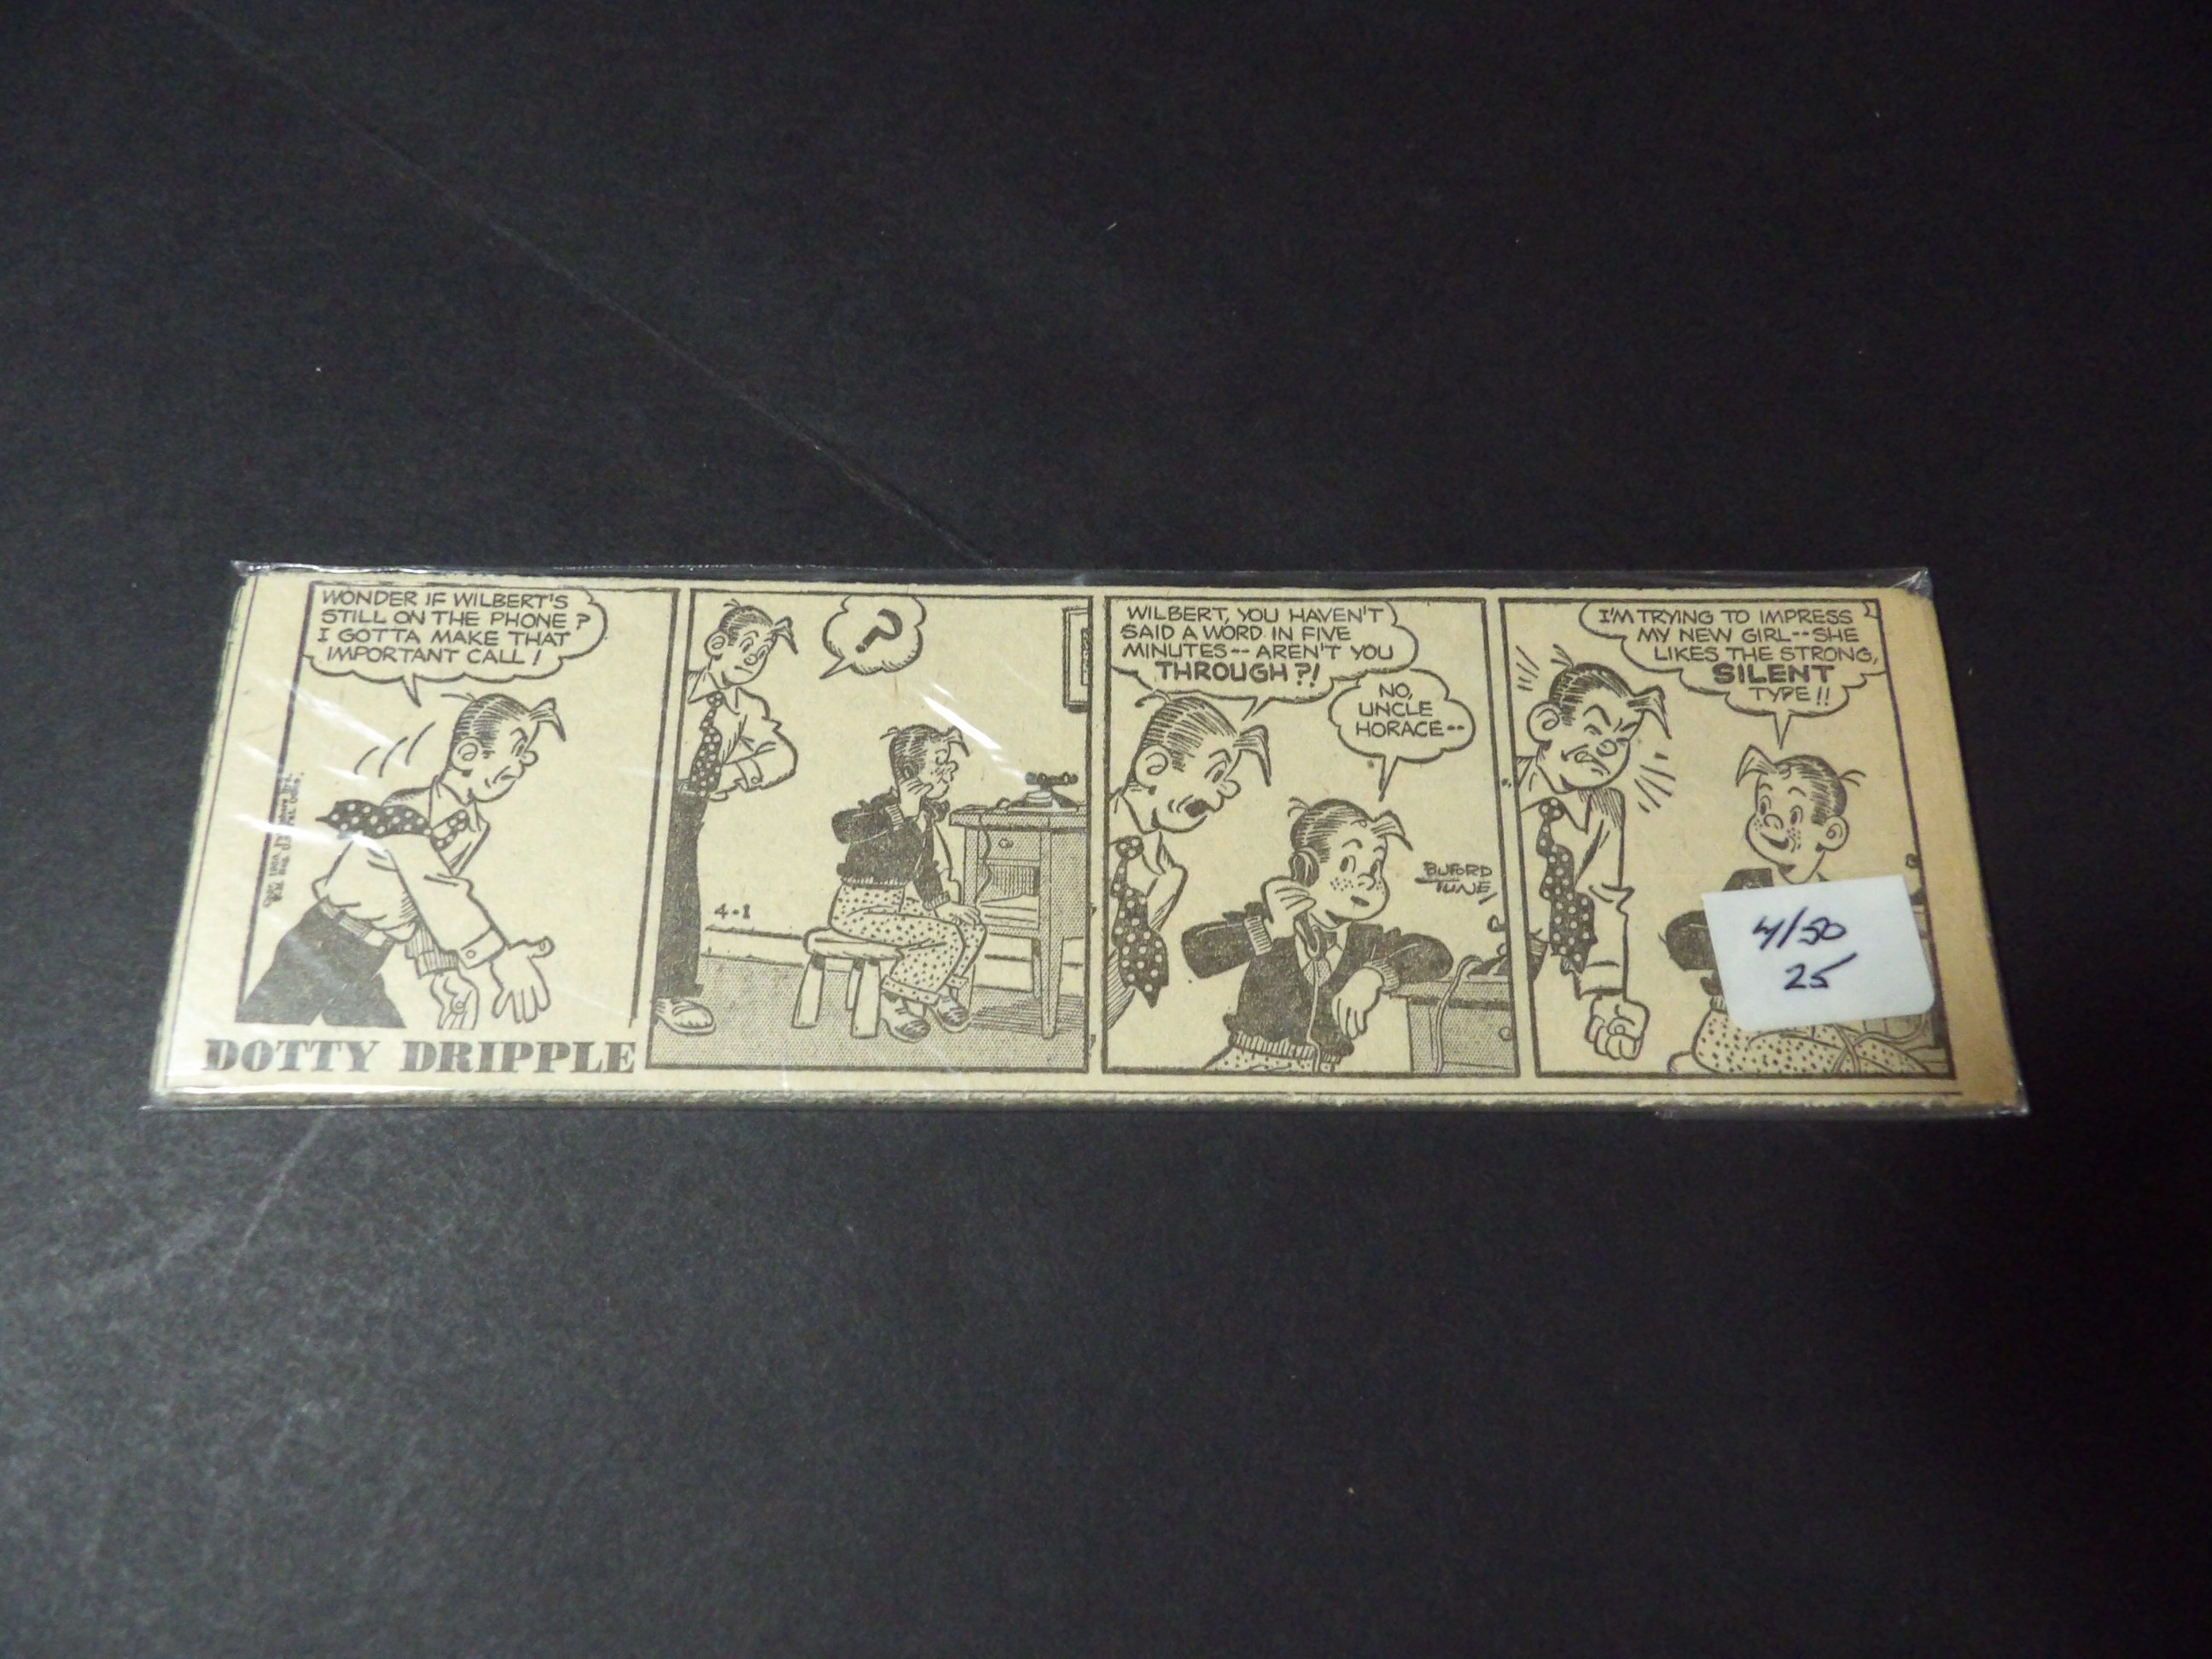 WONDER IF WILBERT'S
STILL ON THE PHONE?
I GOTTA MAKE THAT
IMPORTANT CALL!
DOTTY DRIPPLE
?
4-1
WILBERT, YOU HAVEN'T
SAID A WORD IN FIVE
MINUTES-- AREN'T YOU
THROUGH?!
NO,
UNCLE
HORACE--
BUFORD
TUNE
I'M TRYING TO IMPRESS
MY NEW GIRL--SHE
LIKES THE STRONG,
SILENT
TYPE!!
4/50
25